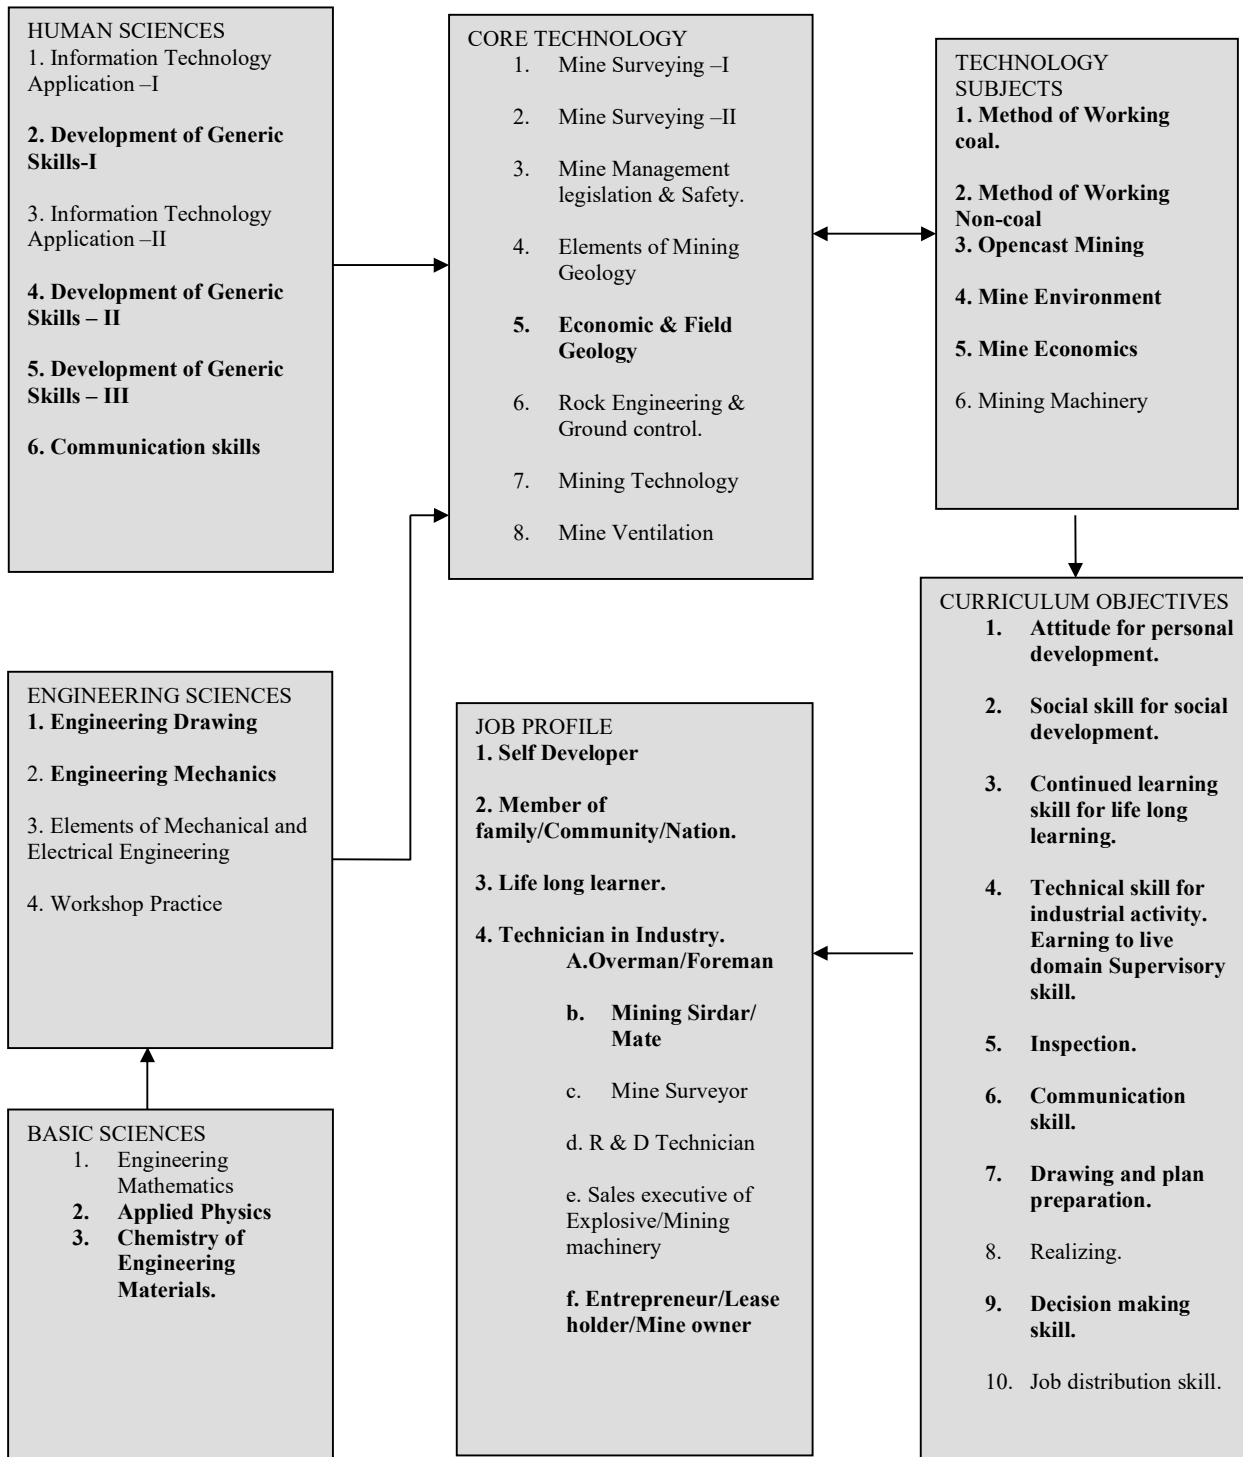 HUMAN SCIENCES
1. Information Technology
Application –I
2. Development of Generic
Skills-I
3. Information Technology
Application –II
4. Development of Generic
Skills – II
5. Development of Generic
Skills – III
6. Communication skills
CORE TECHNOLOGY
1. Mine Surveying –I
2. Mine Surveying –II
3. Mine Management
legislation & Safety.
4. Elements of Mining
Geology
5. Economic & Field
Geology
6. Rock Engineering &
Ground control.
7. Mining Technology
8. Mine Ventilation
TECHNOLOGY
SUBJECTS
1. Method of Working
coal.
2. Method of Working
Non-coal
3. Opencast Mining
4. Mine Environment
5. Mine Economics
6. Mining Machinery
ENGINEERING SCIENCES
1. Engineering Drawing
2. Engineering Mechanics
3. Elements of Mechanical and
Electrical Engineering
4. Workshop Practice
BASIC SCIENCES
1. Engineering
Mathematics
2. Applied Physics
3. Chemistry of
Engineering
Materials.
JOB PROFILE
1. Self Developer
2. Member of
family/Community/Nation.
3. Life long learner.
4. Technician in Industry.
A.Overman/Foreman
b. Mining Sirdar/
Mate
c. Mine Surveyor
d. R & D Technician
e. Sales executive of
Explosive/Mining
machinery
f. Entrepreneur/Lease
holder/Mine owner
CURRICULUM OBJECTIVES
1. Attitude for personal
development.
2. Social skill for social
development.
3. Continued learning
skill for life long
learning.
4. Technical skill for
industrial activity.
Earning to live
domain Supervisory
skill.
5. Inspection.
6. Communication
skill.
7. Drawing and plan
preparation.
8. Realizing.
9. Decision making
skill.
10. Job distribution skill.